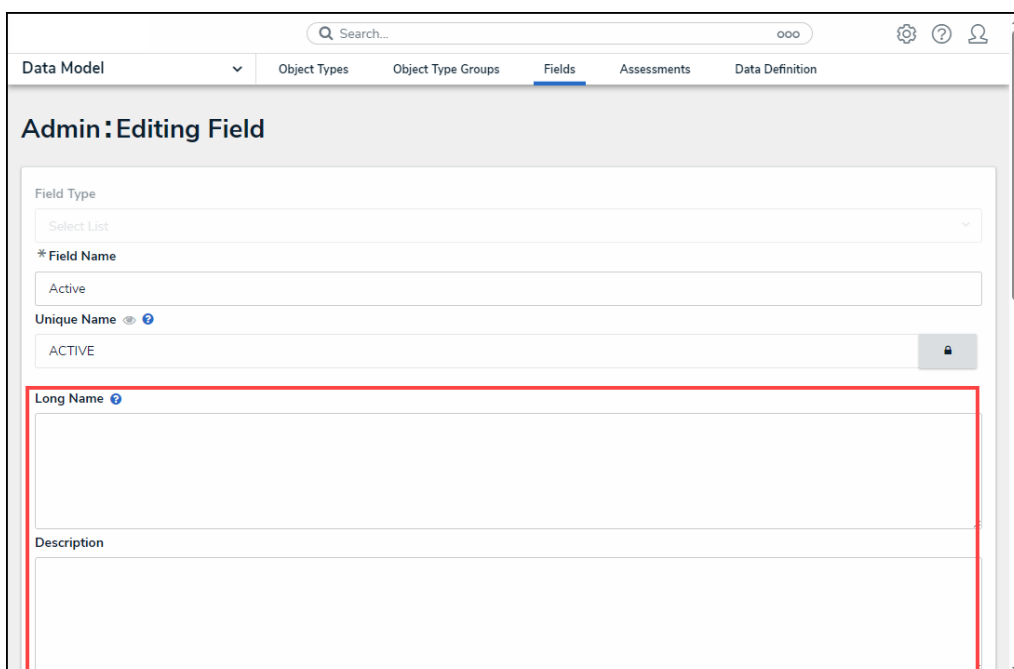 Search... ooo
Data Model Object Types Object Type Groups Fields Assessments Data Definition
Admin:Editing Field
Field Type
Select List
* Field Name
Active
Unique Name
ACTIVE
Long Name
Description